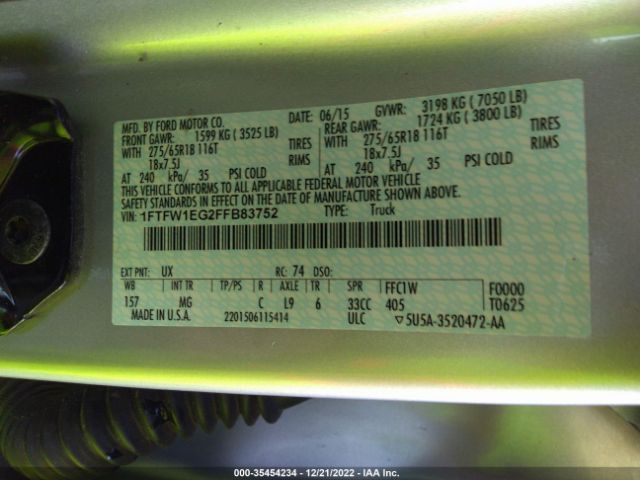 MFD. BY FORD MOTOR CO. 06/15 GVWR: 3198 KG ( 7050 LB)
FRONT GAWR: 1599 KG ( 3525 LB) REAR GAWR: 1724 KG ( 3800 LB)
WITH 275/65R18 116T TIRES WITH 275/65R18 116T TIRES
18x7.5J RIMS 18x7.5J RIMS
AT 240 kPa/ 35 PSI COLD AT 240 kPa/ 35 PSI COLD
THIS VEHICLE CONFORMS TO ALL APPLICABLE FEDERAL MOTOR VEHICLE
SAFETY STANDARDS IN EFFECT ON THE DATE OF MANUFACTURE SHOWN ABOVE.
VIN: 1FTFW1EG2FFB83752 TYPE: Truck
EXT PNT: UX RC: 74 DSO:
WB INT TR TP/PS R AXLE TR SPR FFC1W F0000
157 MG C L9 6 33CC 405 T0625
MADE IN U.S.A. 2201506115414 ULC ▽5U5A-3520472-AA
000-35454234 - 12/21/2022 - IAA Inc.